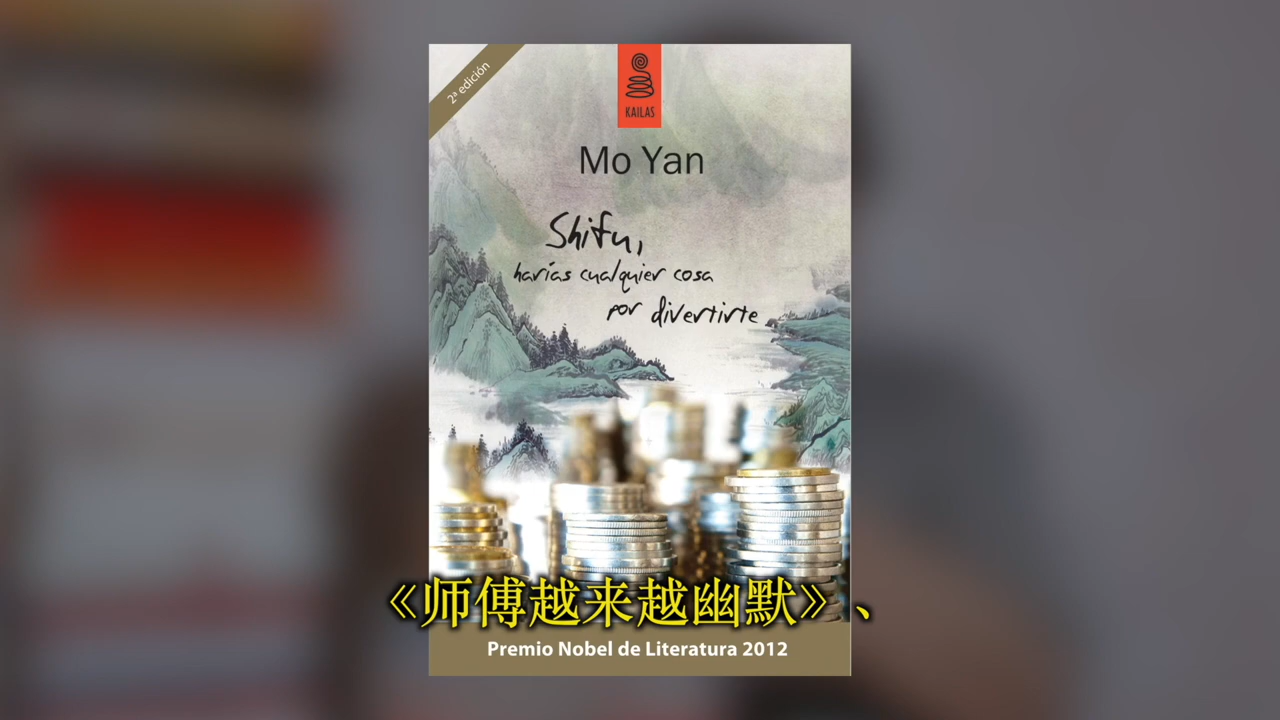 2ª edición
KAILAS
Mo Yan
Shifu,
harías cualquier cosa
por divertirte
《师傅越来越幽默》、
Premio Nobel de Literatura 2012